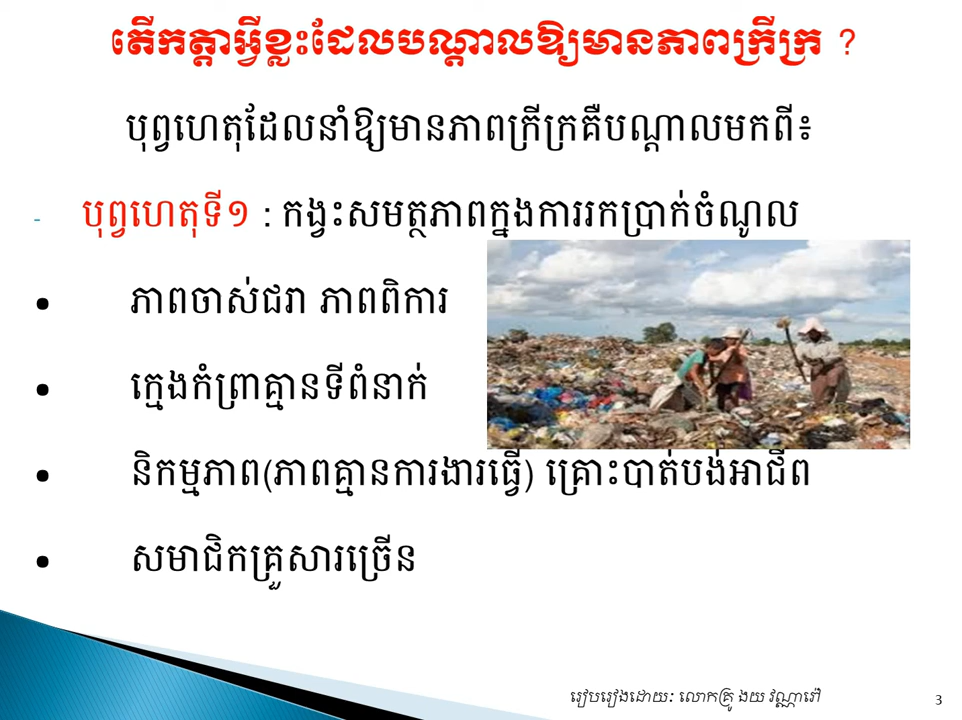 តើកត្តាអ្វីខ្លះដែលបណ្ដាលឱ្យមានភាពក្រីក្រ ?
បុព្វហេតុដែលនាំឱ្យមានភាពក្រីក្រគឺបណ្ដាលមកពី៖
- បុព្វហេតុទី១ : កង្វះសមត្ថភាពក្នុងការរកប្រាក់ចំណូល
• ភាពចាស់ជរា ភាពពិការ
• ក្មេងកំព្រាគ្មានទីពំនាក់
• និកម្មភាព(ភាពគ្មានការងារធ្វើ) គ្រោះបាត់បង់អាជីព
• សមាជិកគ្រួសារច្រើន
រៀបរៀងដោយ: លោកគ្រូ ងយ វណ្ណាវៅ
3